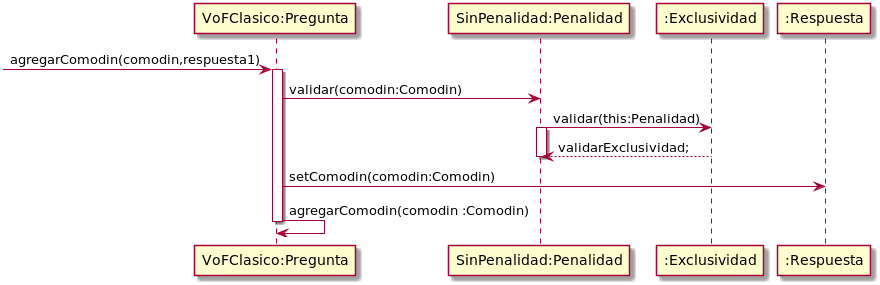 VoFClasico:Pregunta
SinPenalidad:Penalidad
:Exclusividad
:Respuesta
agregarComodin(comodin,respuesta1)
validar(comodin:Comodin)
validar(this:Penalidad)
validarExclusividad;
setComodin(comodin:Comodin)
agregarComodin(comodin :Comodin)
VoFClasico:Pregunta
SinPenalidad:Penalidad
:Exclusividad
:Respuesta